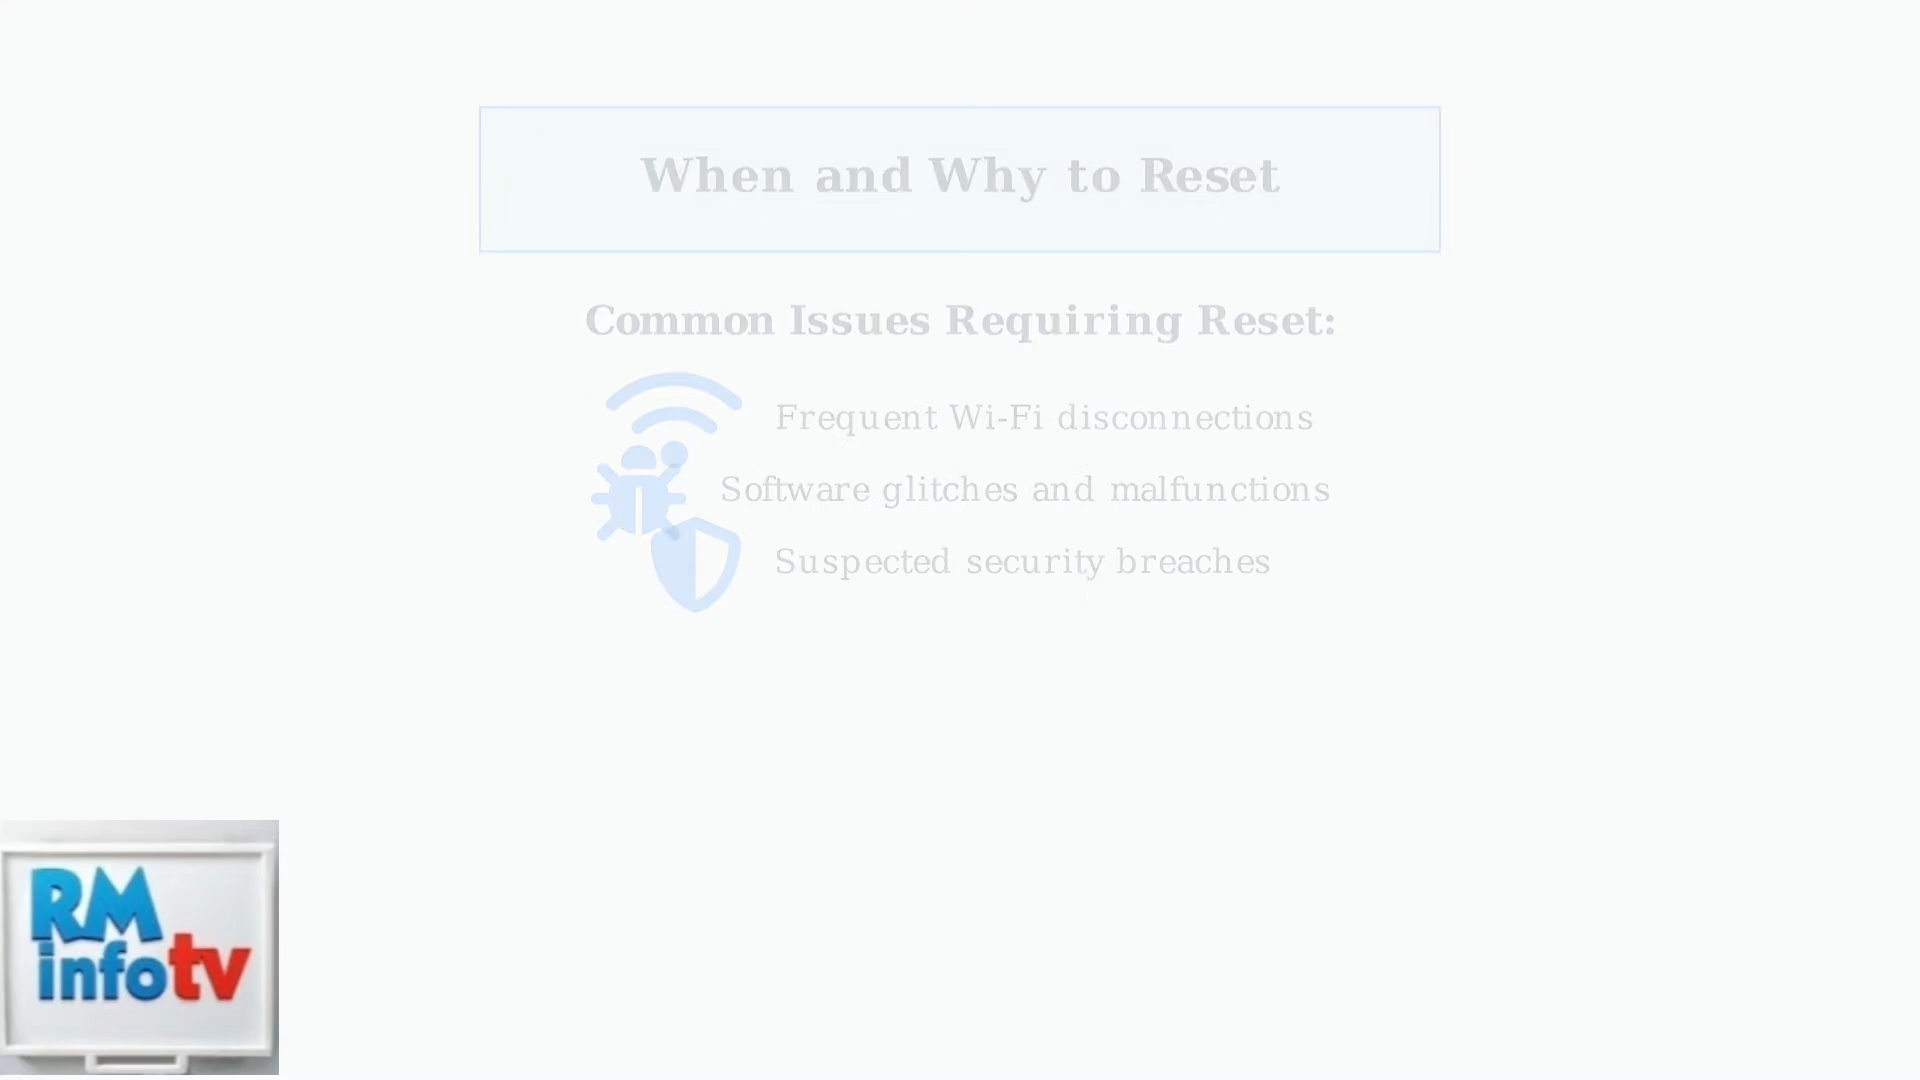 When and Why to Reset
Common Issues Requiring Reset:
Frequent Wi-Fi disconnections
Software glitches and malfunctions
Suspected security breaches
RM
infotv